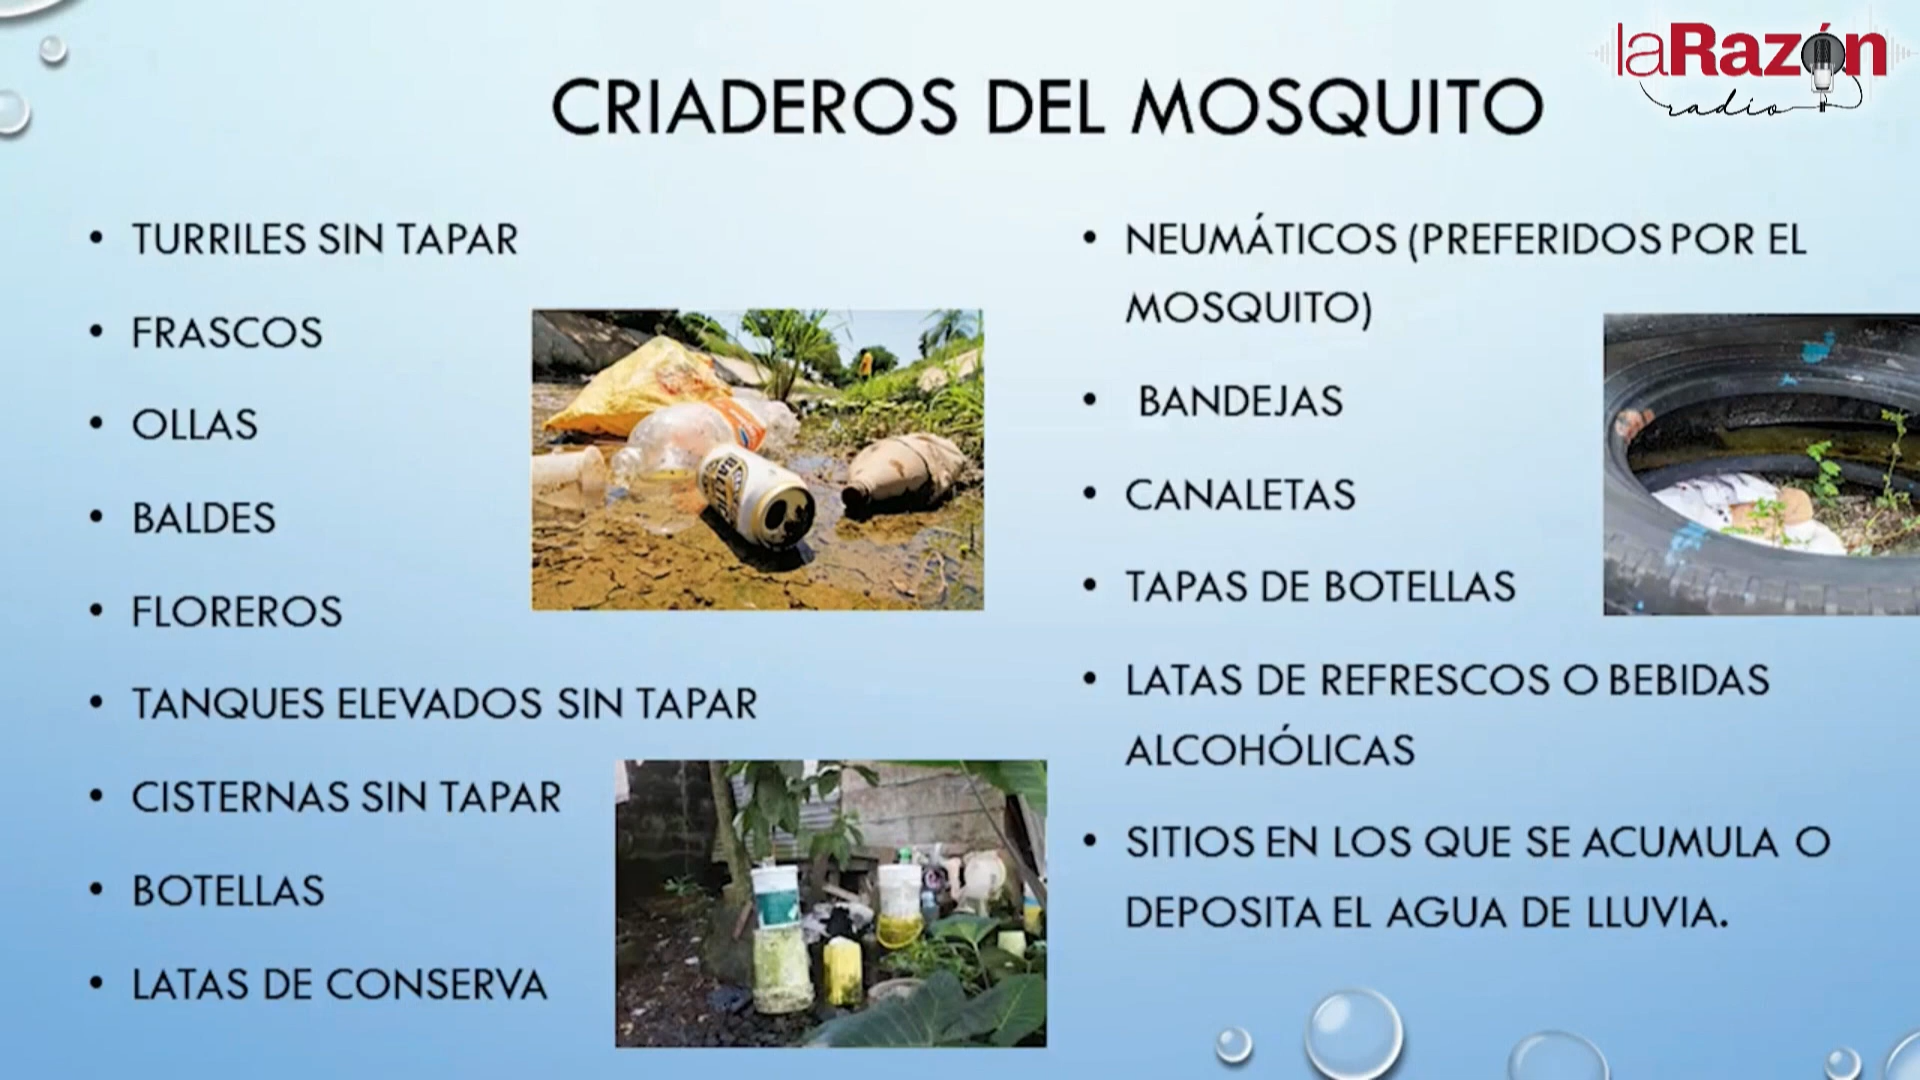 laRazón
radio
CRIADEROS DEL MOSQUITO
• TURRILES SIN TAPAR
• FRASCOS
• OLLAS
• BALDES
• FLOREROS
• TANQUES ELEVADOS SIN TAPAR
• CISTERNAS SIN TAPAR
• BOTELLAS
• LATAS DE CONSERVA
• NEUMÁTICOS (PREFERIDOS POR EL
MOSQUITO)
• BANDEJAS
• CANALETAS
• TAPAS DE BOTELLAS
• LATAS DE REFRESCOS O BEBIDAS
ALCOHÓLICAS
• SITIOS EN LOS QUE SE ACUMULA O
DEPOSITA EL AGUA DE LLUVIA.